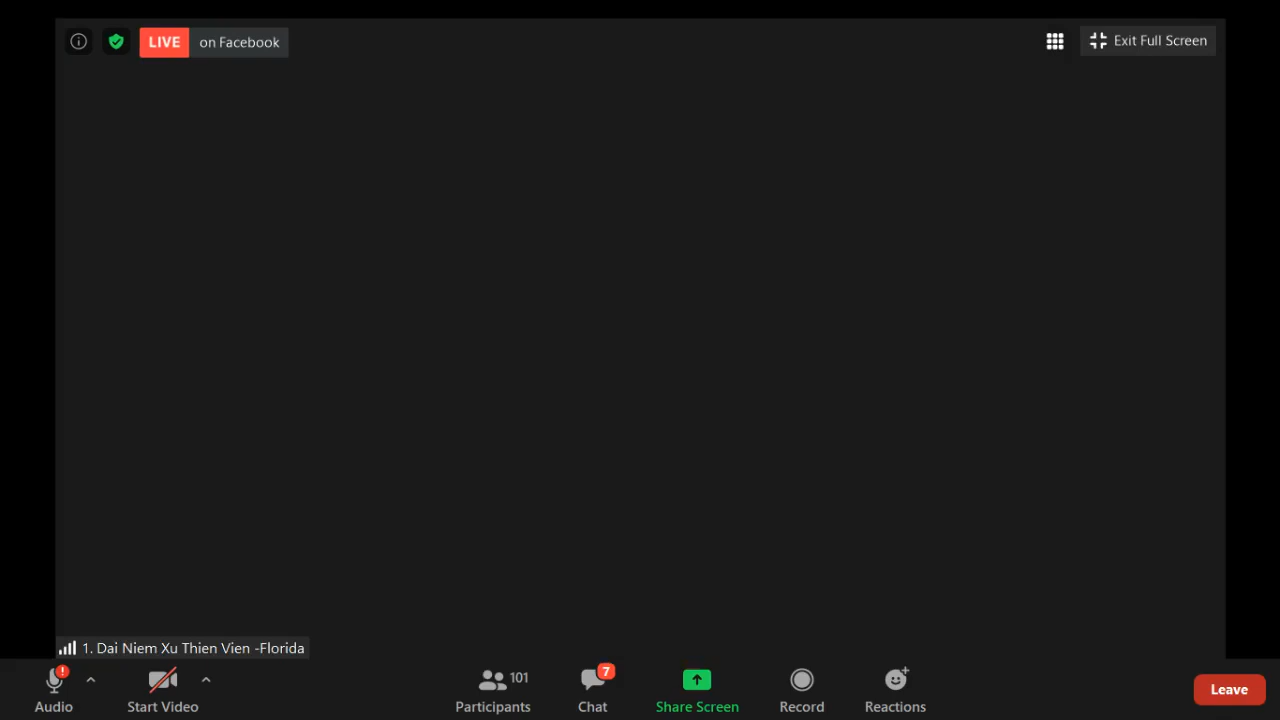 LIVE on Facebook
Exit Full Screen
1. Dai Niem Xu Thien Vien -Florida
101
7
Audio
Start Video
Participants
Chat
Share Screen
Record
Reactions
Leave